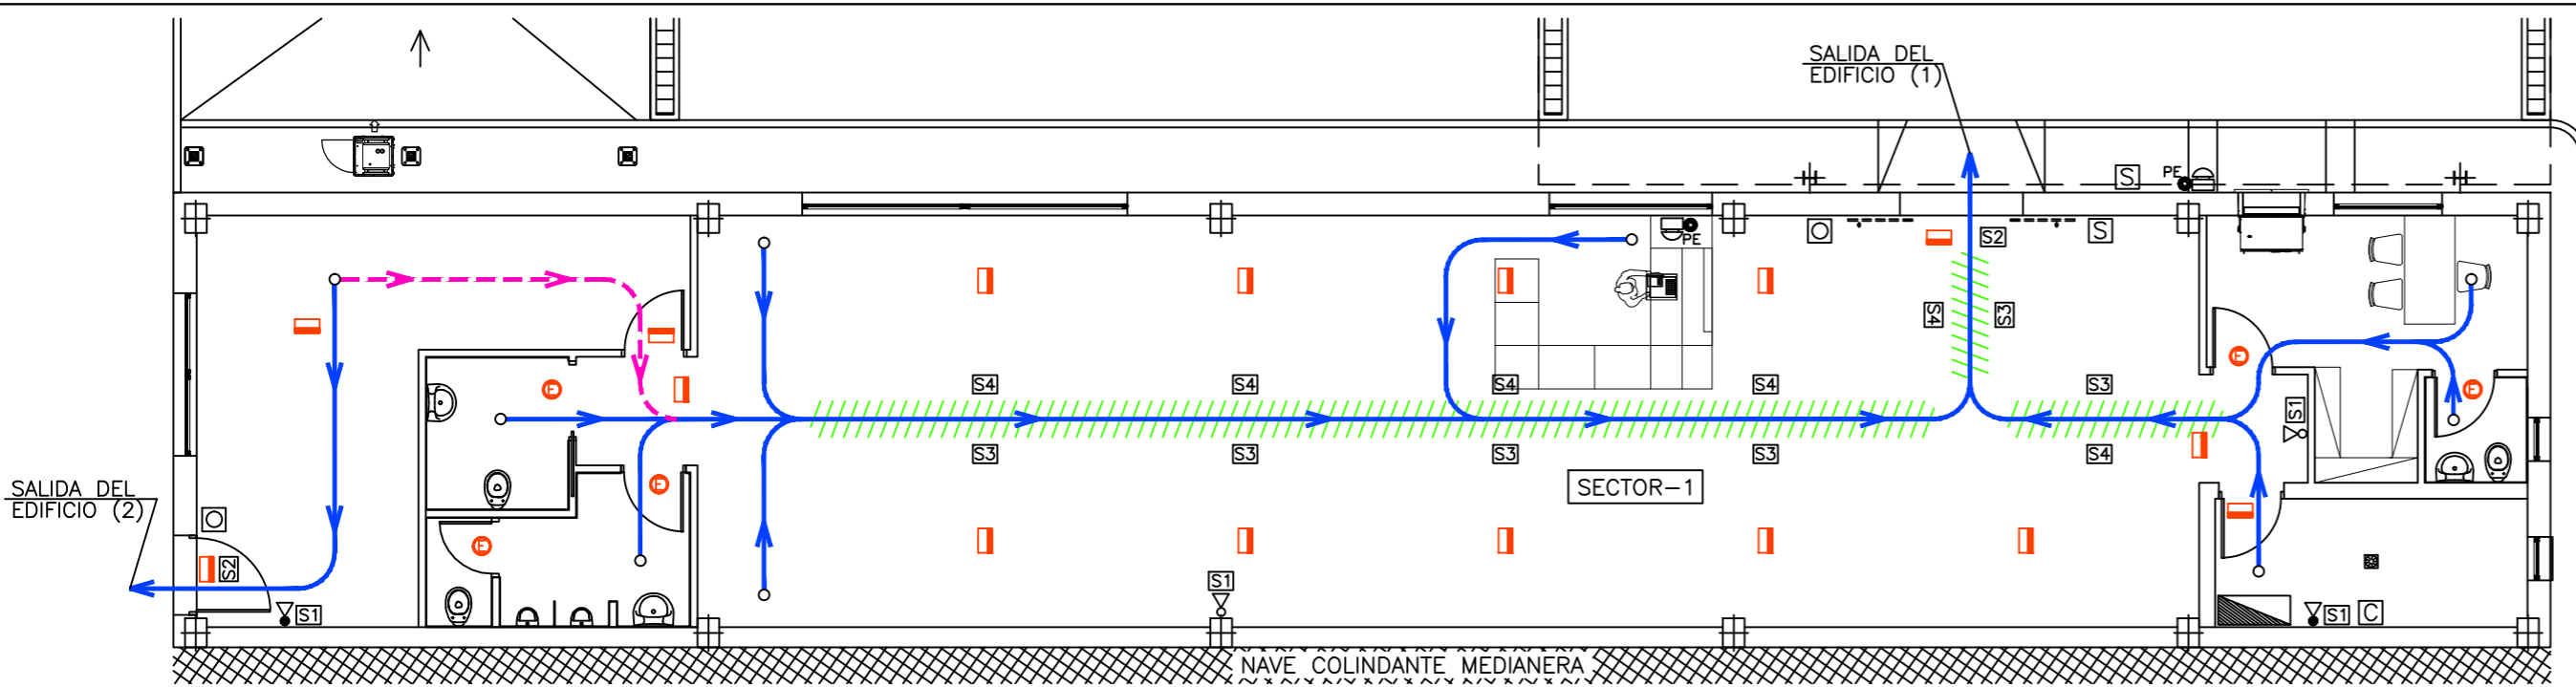 SALIDA DEL
EDIFICIO (1)
S
PE
PE
S2
S
S4
S3
S4
S4
S4
S4
S3
S1
S3
S3
S3
S3
S4
E
E
E
E
E
SECTOR-1
SALIDA DEL
EDIFICIO (2)
S2
S1
S1
S1
C
NAVE COLINDANTE MEDIANERA